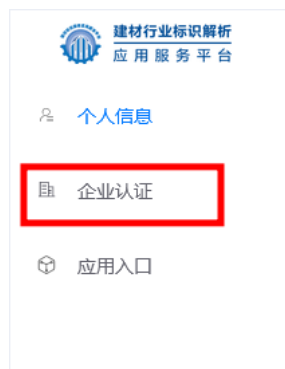 建材行业标识解析
应用服务平台
个人信息
企业认证
应用入口